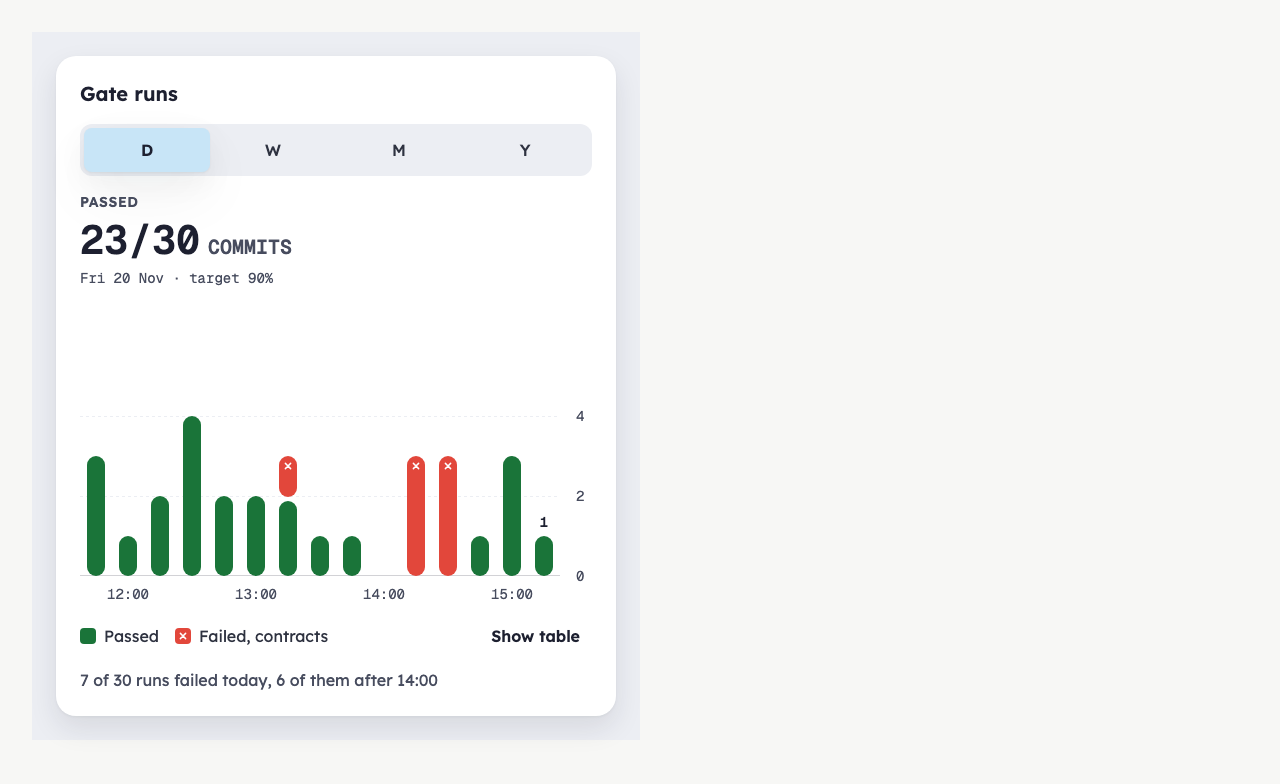 Gate runs
D W M Y
PASSED
23/30 COMMITS
Fri 20 Nov · target 90%
4
2
1
0
12:00 13:00 14:00 15:00
Passed Failed, contracts Show table
7 of 30 runs failed today, 6 of them after 14:00